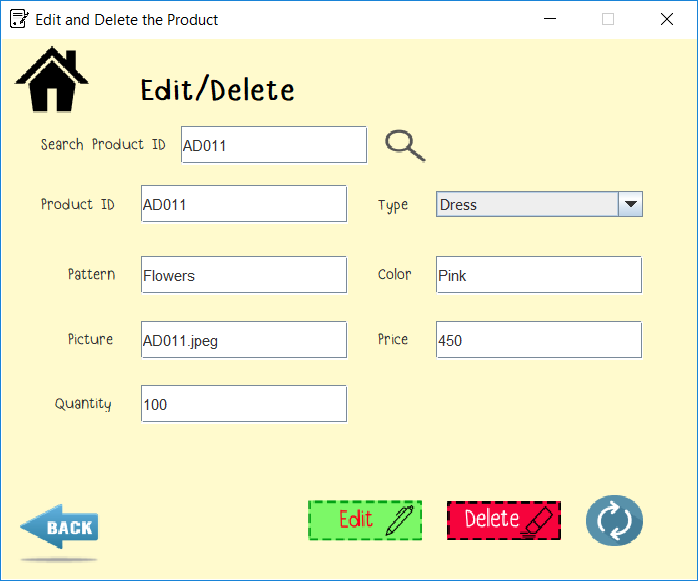 Edit and Delete the Product
Edit/Delete
Search Product ID AD011
Product ID AD011 Type Dress
Pattern Flowers Color Pink
Picture AD011.jpeg Price 450
Quantity 100
BACK Edit Delete